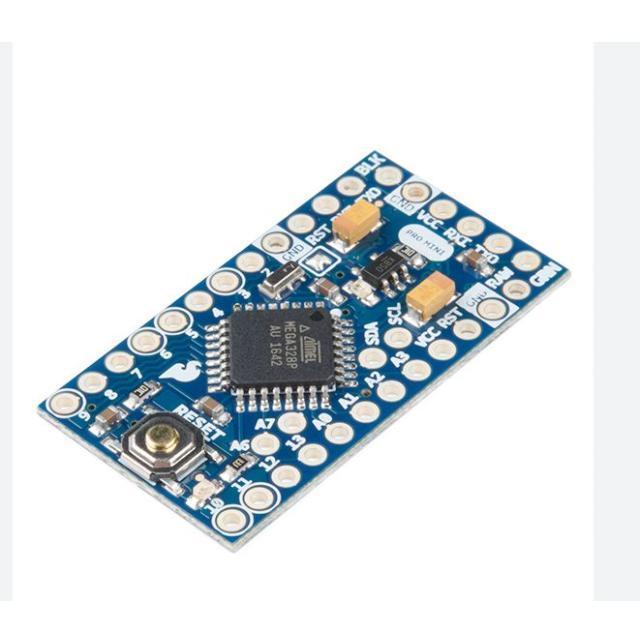 BLK
GND
VCC
RXI
TXO
GRN
RST
GND
PRO MINI
RAW
GND
2
3
4
5
6
7
8
9
ATMEL
MEGA328P
AU 1642
SDA
SCL
VCC
RST
A3
A2
A1
A0
13
12
11
10
A7
A6
RESET